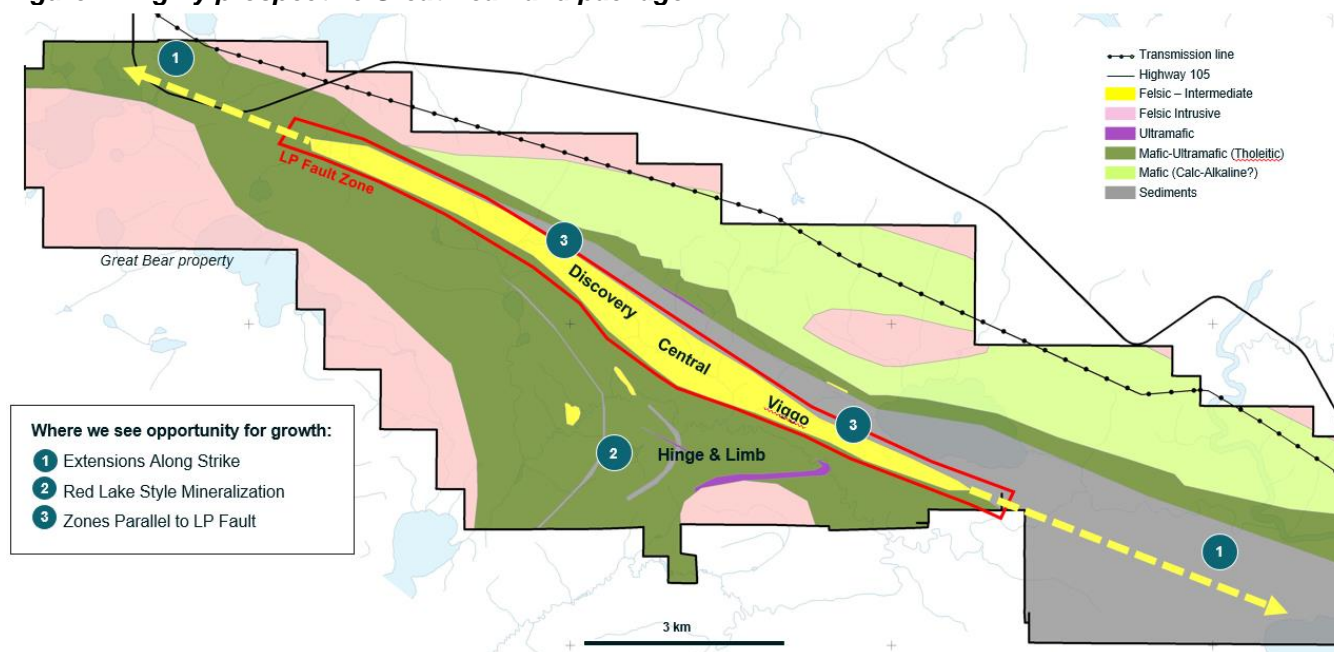 1
Transmission line
Highway 105
Felsic – Intermediate
Felsic Intrusive
Ultramafic
Mafic-Ultramafic (Tholeitic)
Mafic (Calc-Alkaline?)
Sediments
LP Fault Zone
Great Bear property
3
Discovery
Central
Viggo
3
2
Hinge & Limb
Where we see opportunity for growth:
1 Extensions Along Strike
2 Red Lake Style Mineralization
3 Zones Parallel to LP Fault
1
3 km